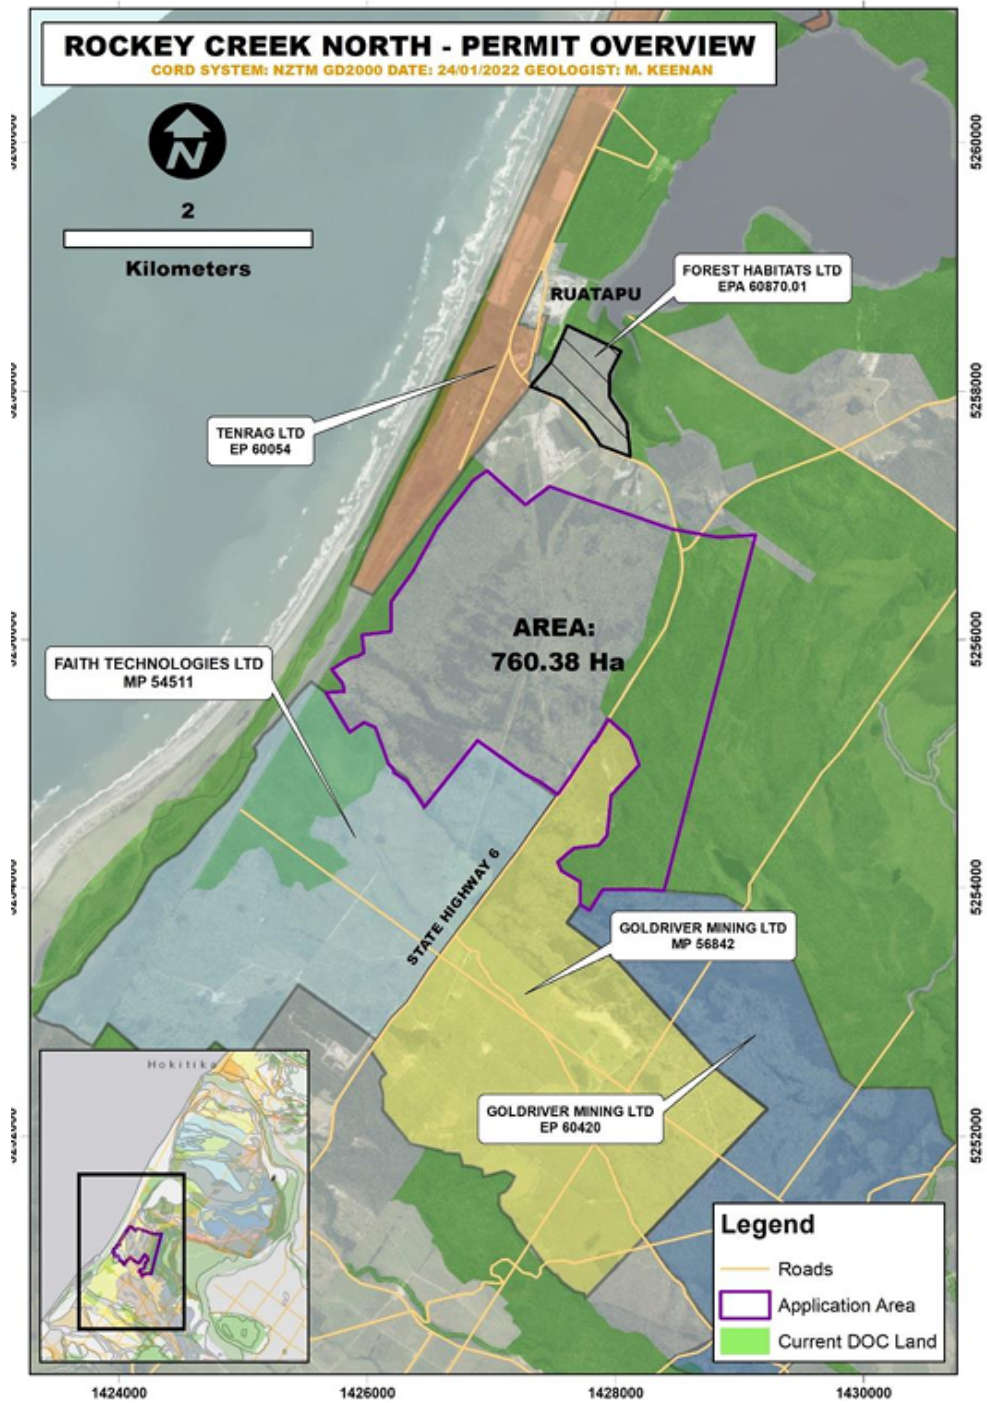 ROCKEY CREEK NORTH - PERMIT OVERVIEW
CORD SYSTEM: NZTM GD2000 DATE: 24/01/2022 GEOLOGIST: M. KEENAN
N
2
Kilometers
RUATAPU
FOREST HABITATS LTD
EPA 60870.01
TENRAG LTD
EP 60054
AREA:
760.38 Ha
FAITH TECHNOLOGIES LTD
MP 54511
STATE HIGHWAY 6
GOLDRIVER MINING LTD
MP 56842
GOLDRIVER MINING LTD
EP 60420
Hokitika
Legend
Roads
Application Area
Current DOC Land
5260000
5258000
5256000
5254000
5252000
1424000
1426000
1428000
1430000